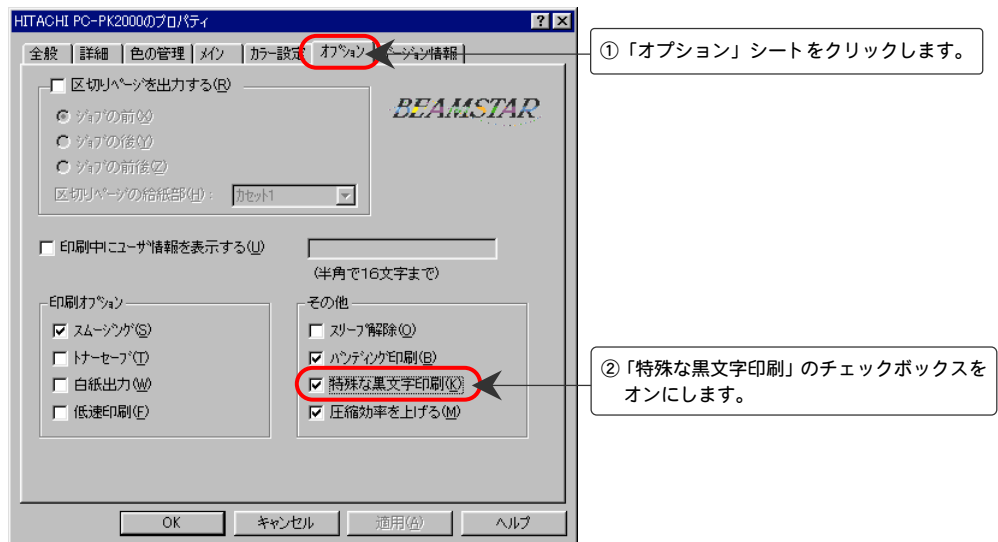 HITACHI PC-PK2000のプロパティ
全般 詳細 色の管理 メイン カラー設定 オプション バージョン情報
①「オプション」シートをクリックします。
区切りページを出力する(R)
BEAMSTAR
ジョブの前(X)
ジョブの後(Y)
ジョブの前後(Z)
区切りページの給紙部(H): カセット1
印刷中にユーザ情報を表示する(U)
(半角で16文字まで)
印刷オプション
スムージング(S)
トナーセーブ(T)
白紙出力(W)
低速印刷(F)
その他
スリープ解除(O)
バンディング印刷(B)
特殊な黒文字印刷(K)
圧縮効率を上げる(M)
②「特殊な黒文字印刷」のチェックボックスを
オンにします。
OK キャンセル 適用(A) ヘルプ